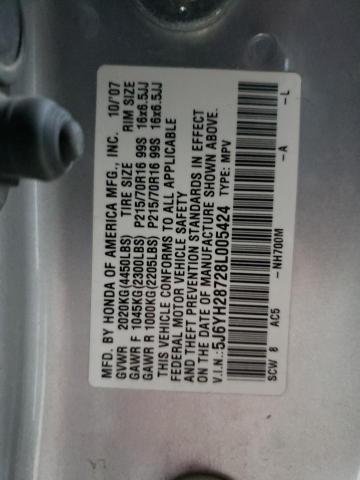 MFD. BY HONDA OF AMERICA MFG., INC. 10/'07
GVWR 2020KG(4450LBS) TIRE SIZE RIM SIZE
GAWR F 1045KG(2300LBS) P215/70R16 99S 16x6.5JJ
GAWR R 1000KG(2205LBS) P215/70R16 99S 16x6.5JJ
THIS VEHICLE CONFORMS TO ALL APPLICABLE
FEDERAL MOTOR VEHICLE SAFETY
AND THEFT PREVENTION STANDARDS IN EFFECT
ON THE DATE OF MANUFACTURE SHOWN ABOVE.
V.I.N.:5J6YH28728L005424 TYPE: MPV
-NH700M -A -L
SCW 8 AC5